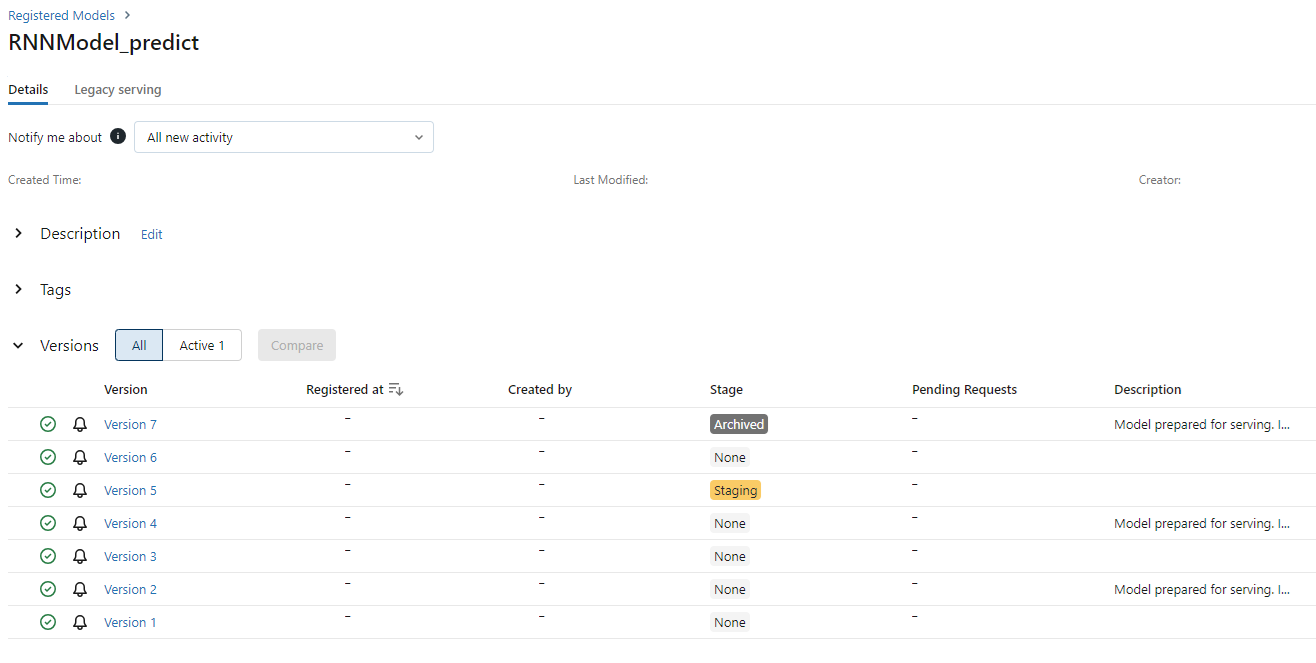 Registered Models >
RNNModel_predict
Details Legacy serving
Notify me about All new activity
Created Time: Last Modified: Creator:
Description Edit
Tags
Versions All Active 1 Compare
Version Registered at Created by Stage Pending Requests Description
Version 7 – – Archived – Model prepared for serving. I...
Version 6 – – None –
Version 5 – – Staging –
Version 4 – – None – Model prepared for serving. I...
Version 3 – – None –
Version 2 – – None – Model prepared for serving. I...
Version 1 – – None –